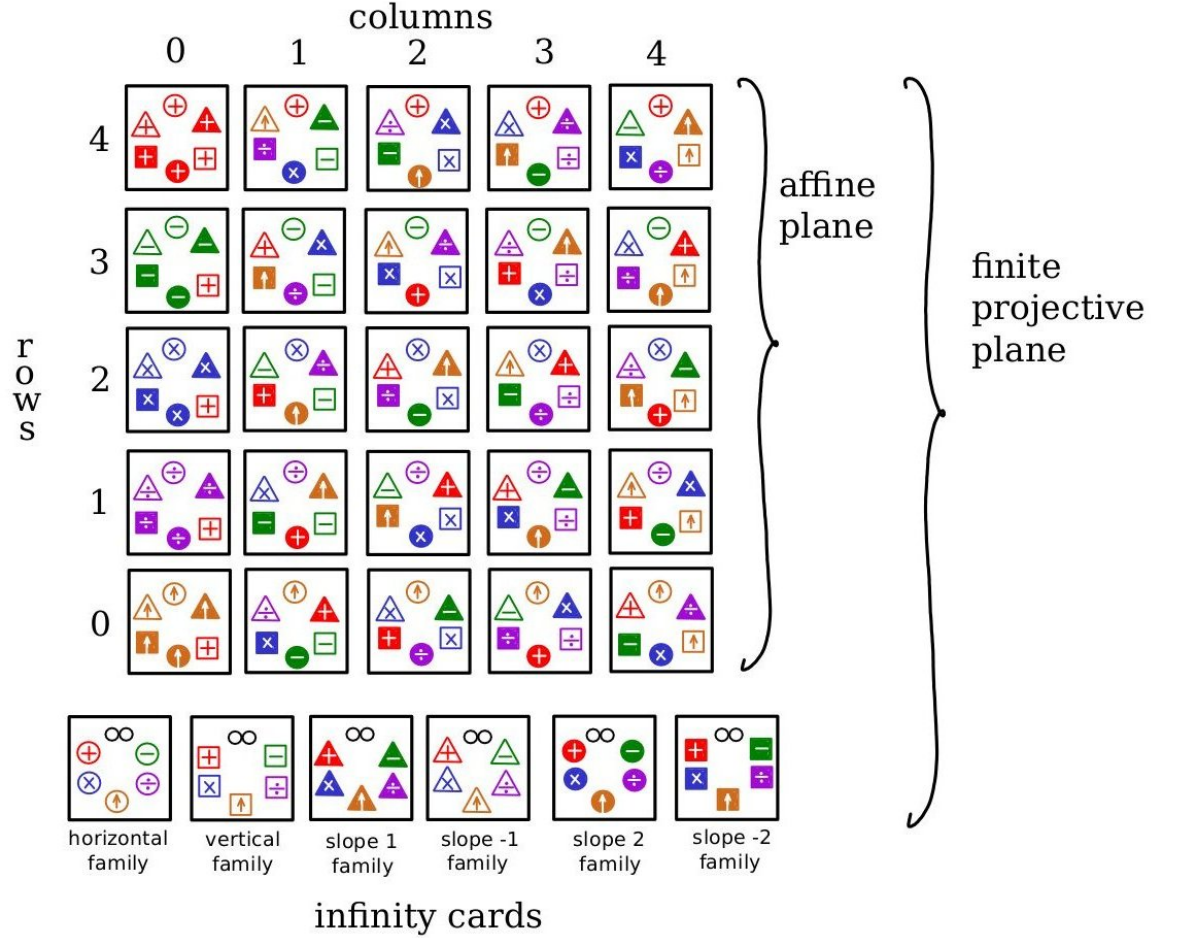 columns
0 1 2 3 4
4
3
2
1
0
rows
affine
plane
finite
projective
plane
∞ ∞ ∞ ∞ ∞ ∞
horizontal
family
vertical
family
slope 1
family
slope -1
family
slope 2
family
slope -2
family
infinity cards